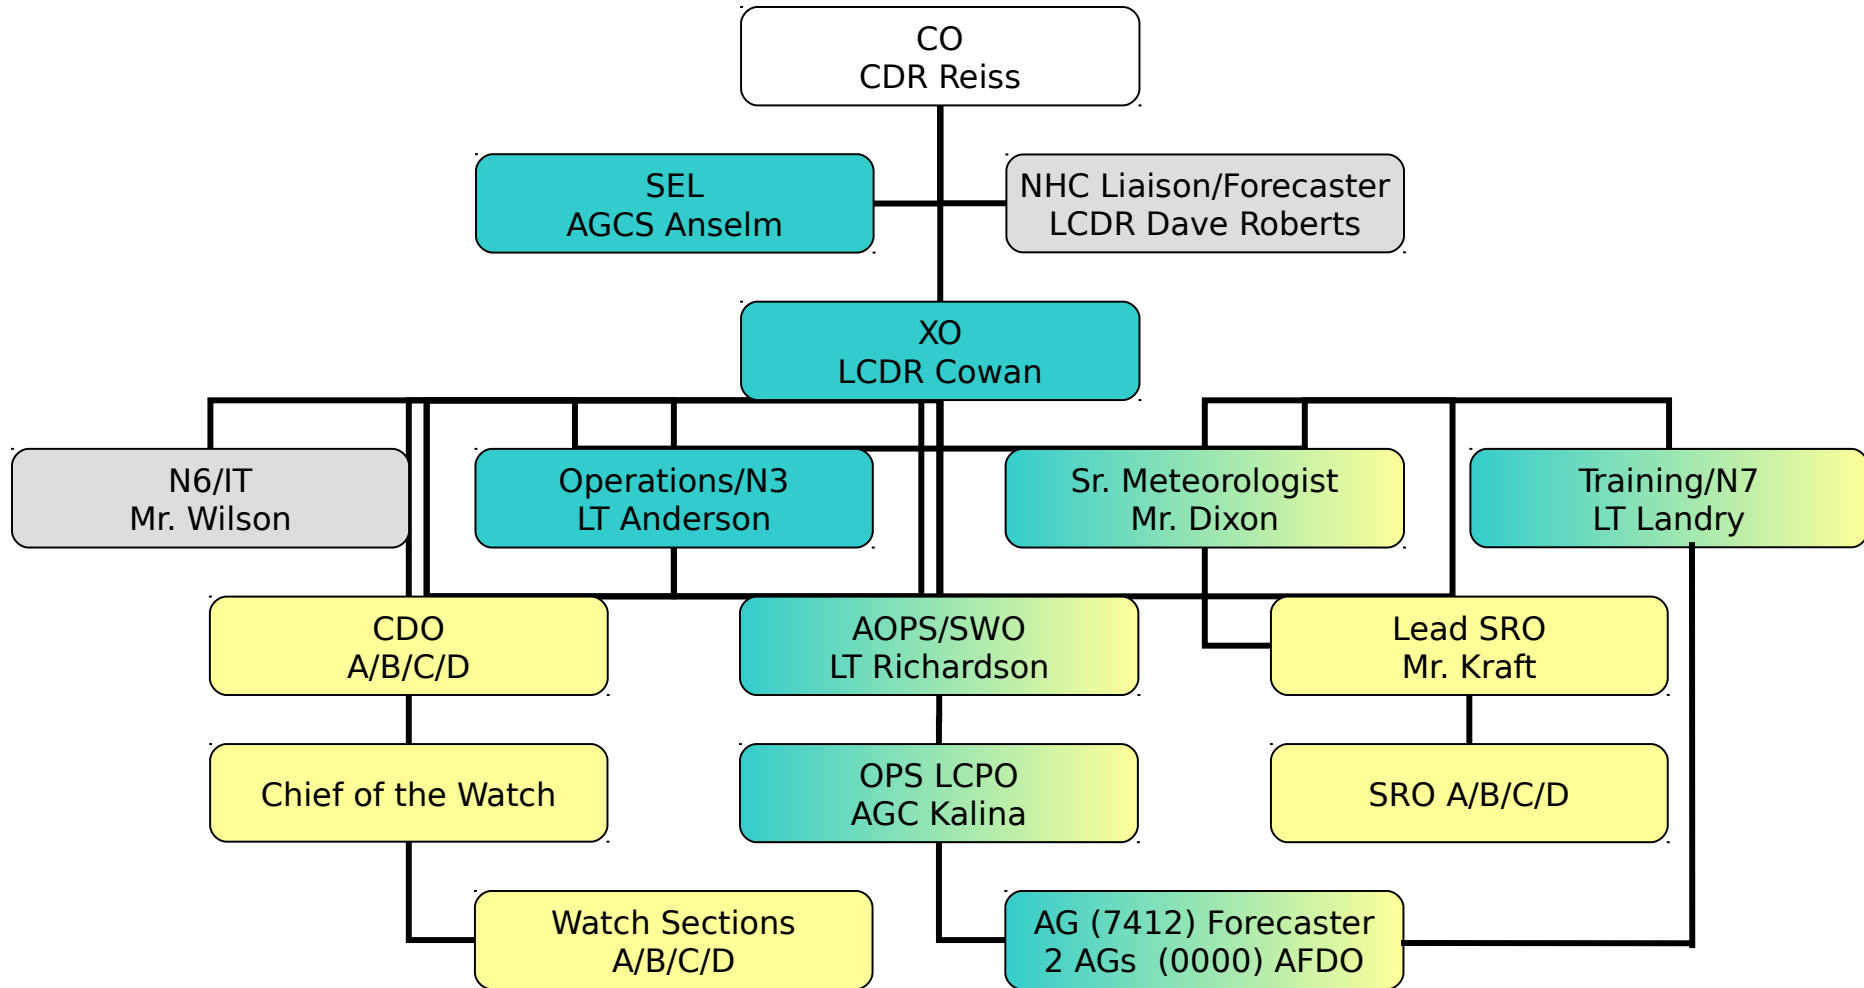 CO
CDR Reiss
SEL
AGCS Anselm
NHC Liaison/Forecaster
LCDR Dave Roberts
XO
LCDR Cowan
N6/IT
Mr. Wilson
Operations/N3
LT Anderson
Sr. Meteorologist
Mr. Dixon
Training/N7
LT Landry
CDO
A/B/C/D
AOPS/SWO
LT Richardson
Lead SRO
Mr. Kraft
Chief of the Watch
OPS LCPO
AGC Kalina
SRO A/B/C/D
Watch Sections
A/B/C/D
AG (7412) Forecaster
2 AGs  (0000) AFDO